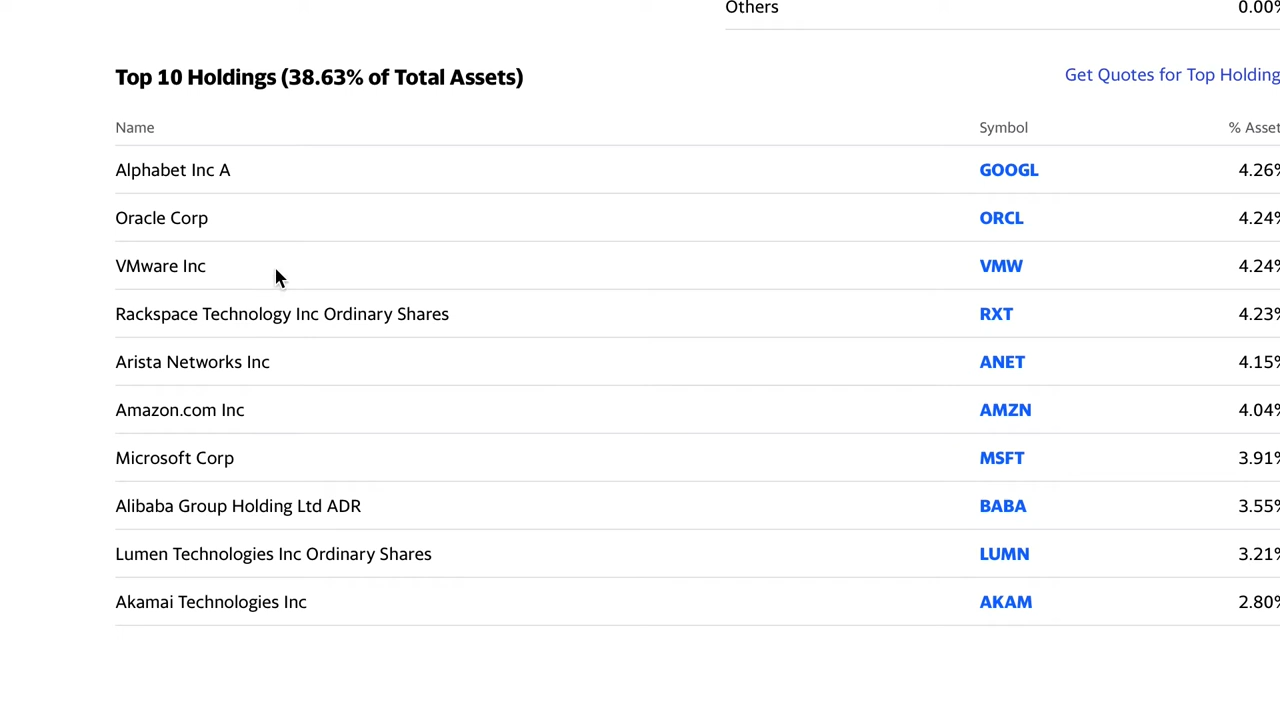 Others 0.00%
Top 10 Holdings (38.63% of Total Assets) Get Quotes for Top Holding
Name Symbol % Asset
Alphabet Inc A GOOGL 4.26%
Oracle Corp ORCL 4.24%
VMware Inc VMW 4.24%
Rackspace Technology Inc Ordinary Shares RXT 4.23%
Arista Networks Inc ANET 4.15%
Amazon.com Inc AMZN 4.04%
Microsoft Corp MSFT 3.91%
Alibaba Group Holding Ltd ADR BABA 3.55%
Lumen Technologies Inc Ordinary Shares LUMN 3.21%
Akamai Technologies Inc AKAM 2.80%